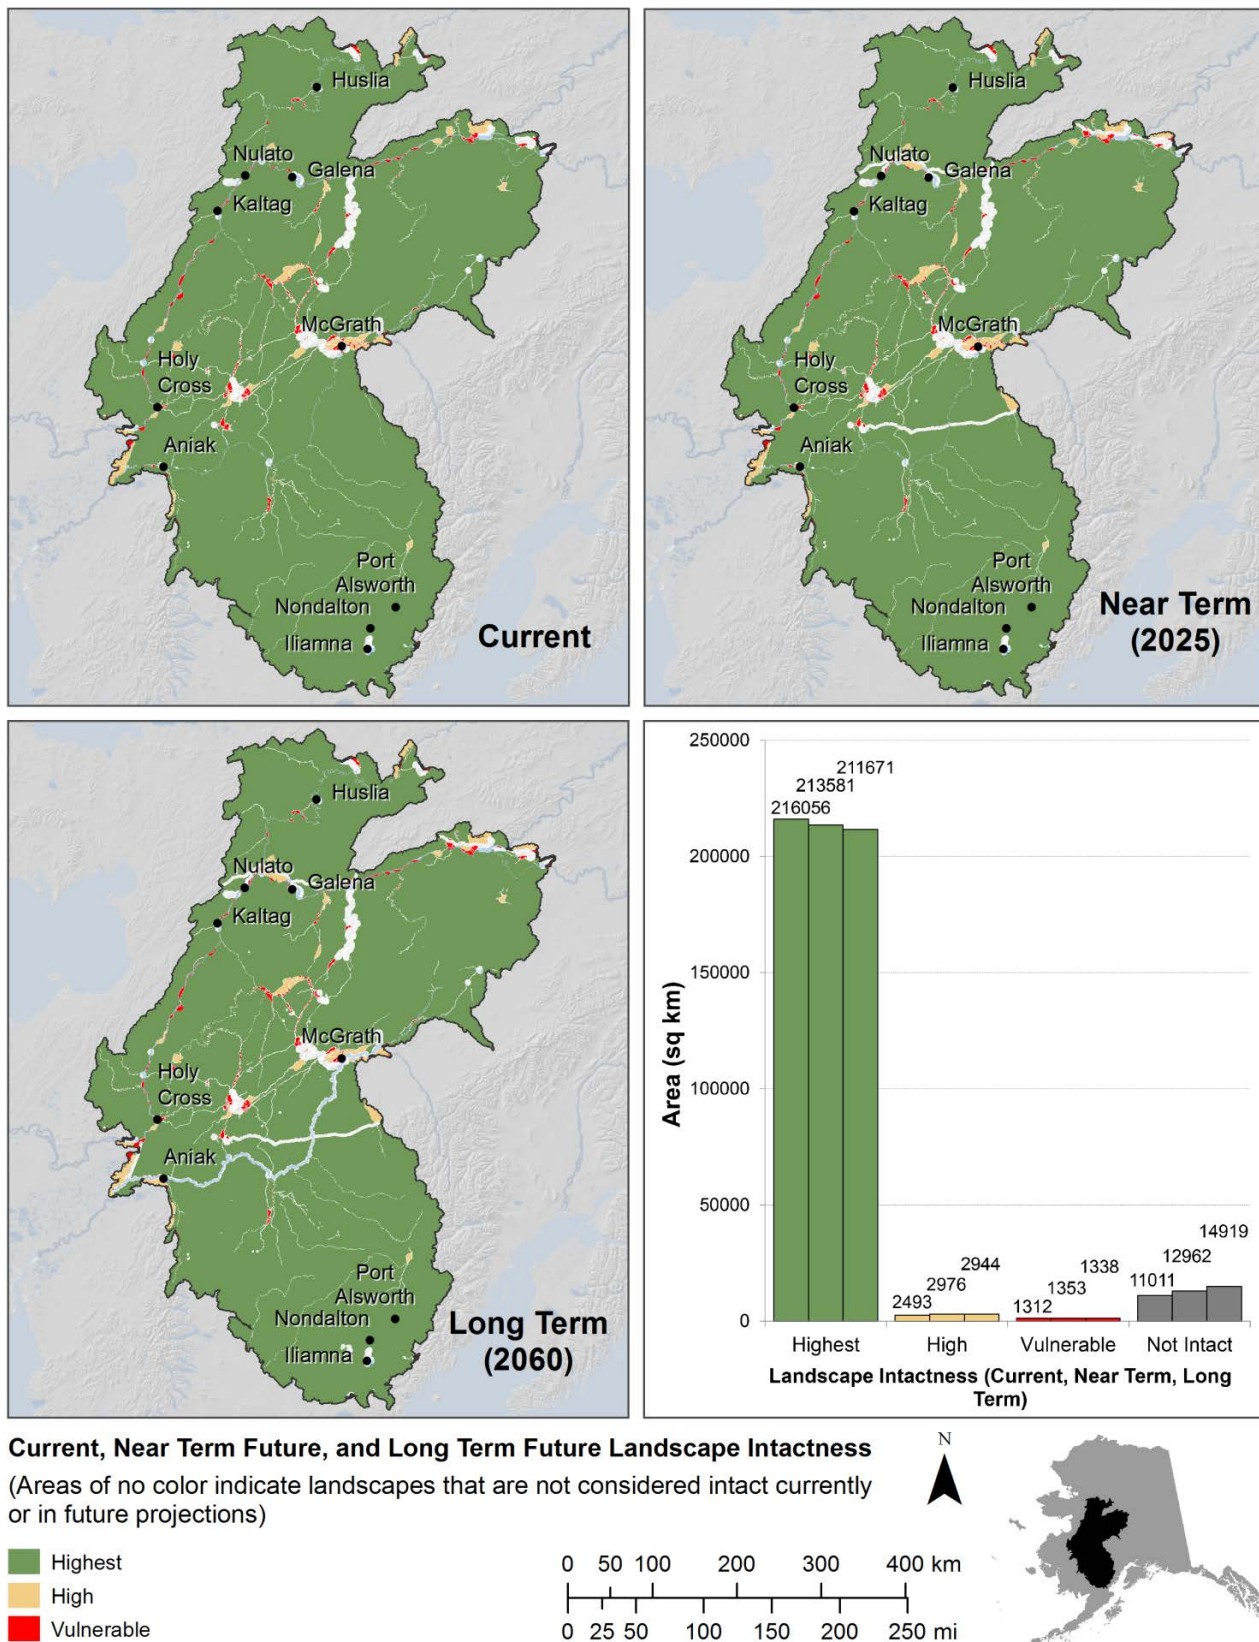 Huslia
Nulato
Galena
Kaltag
McGrath
Holy
Cross
Aniak
Port
Alsworth
Nondalton
Iliamna
Current
Huslia
Nulato
Galena
Kaltag
McGrath
Holy
Cross
Aniak
Port
Alsworth
Nondalton
Iliamna
Near Term
(2025)
Huslia
Nulato
Galena
Kaltag
McGrath
Holy
Cross
Aniak
Port
Alsworth
Nondalton
Iliamna
Long Term
(2060)
250000
200000
150000
100000
50000
0
Area (sq km)
216056
213581
211671
2493
2976
2944
1312
1353
1338
11011
12962
14919
Highest
High
Vulnerable
Not Intact
Landscape Intactness (Current, Near Term, Long
Term)
Current, Near Term Future, and Long Term Future Landscape Intactness
(Areas of no color indicate landscapes that are not considered intact currently
or in future projections)
Highest
High
Vulnerable
0 50 100 200 300 400 km
0 25 50 100 150 200 250 mi
N